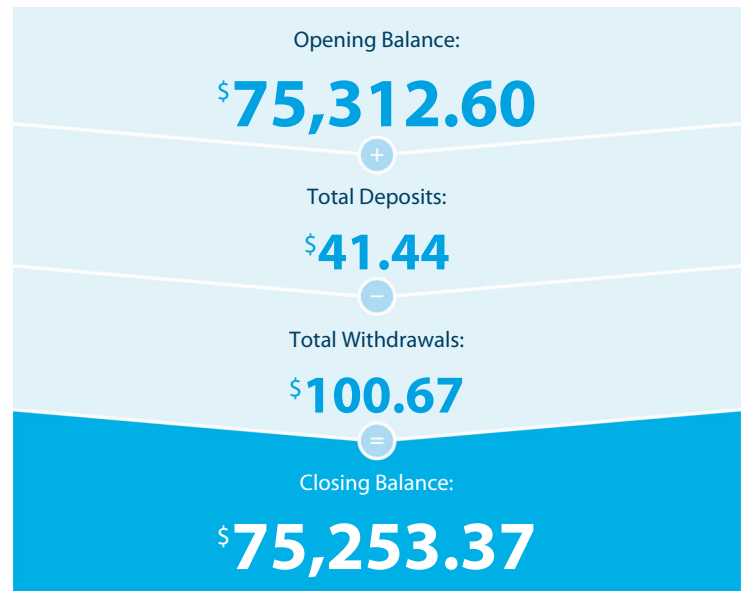 Opening Balance:
$75,312.60
+
Total Deposits:
$41.44
−
Total Withdrawals:
$100.67
=
Closing Balance:
$75,253.37